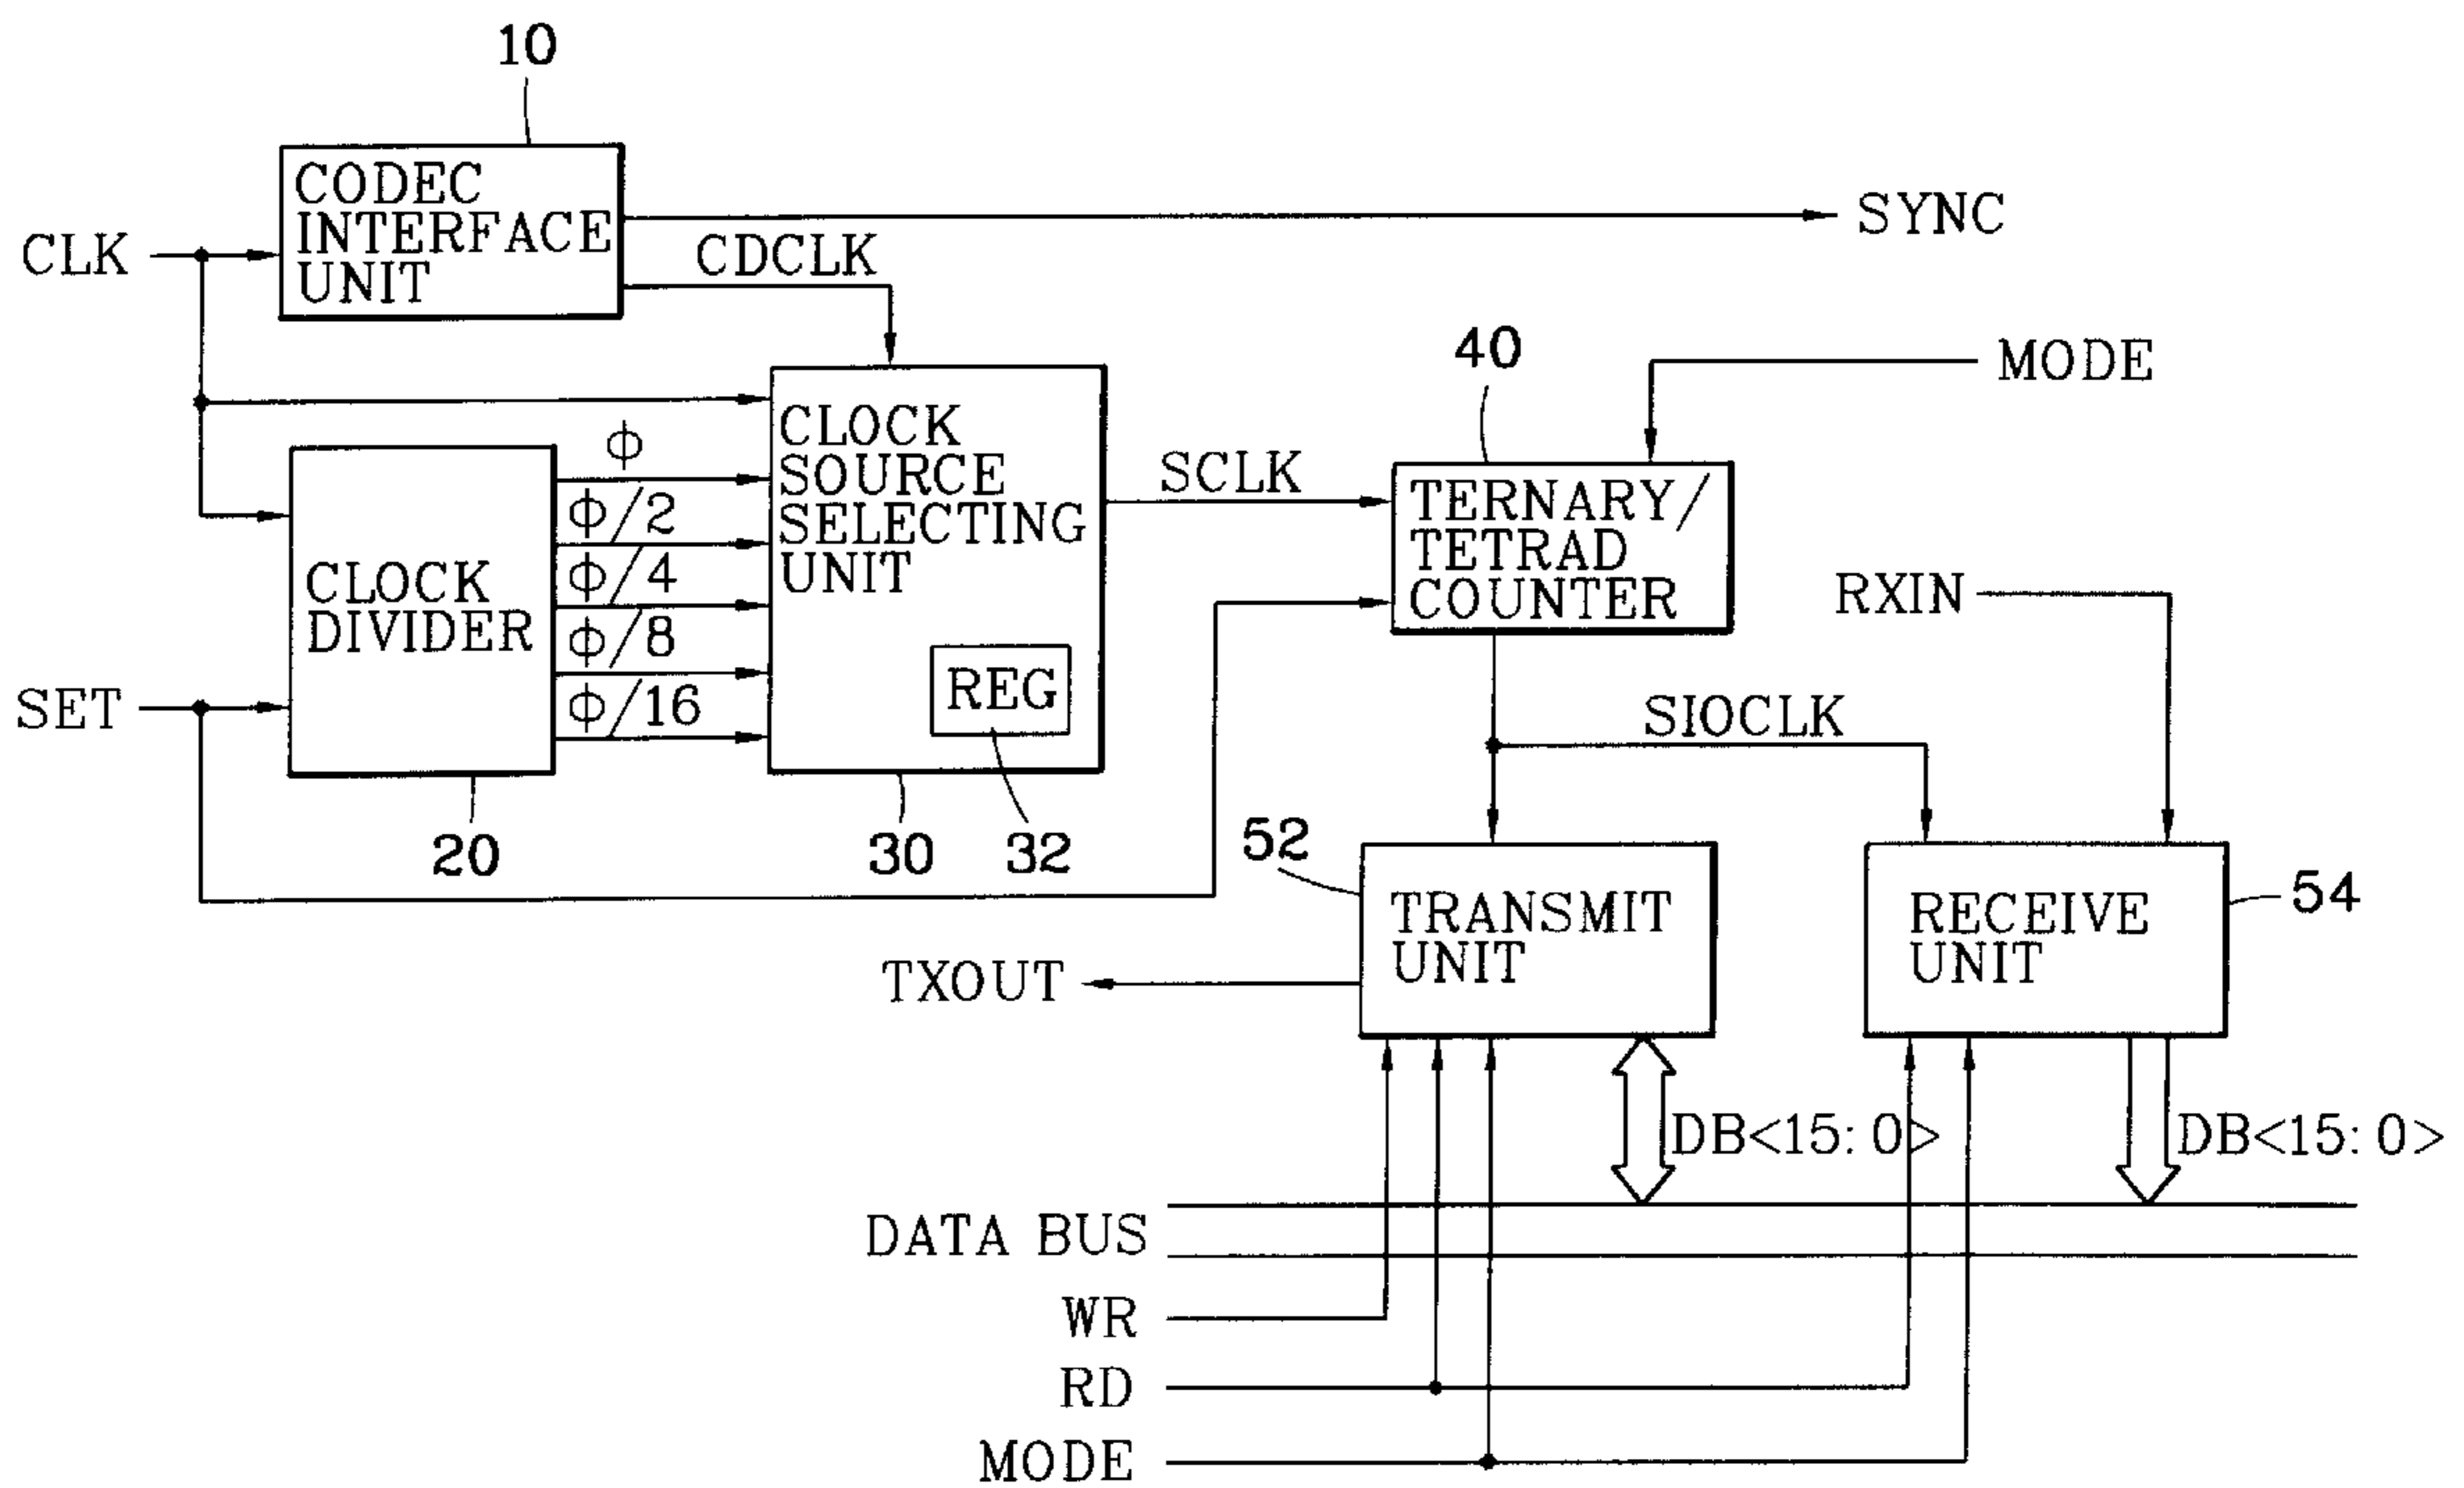 10
CODEC
INTERFACE
UNIT
CLK
SYNC
CDCLK
40
MODE
CLOCK
SOURCE
SELECTING
UNIT
REG
ϕ
ϕ/2
ϕ/4
ϕ/8
ϕ/16
SCLK
TERNARY/
TETRAD
COUNTER
CLOCK
DIVIDER
RXIN
SET
SIOCLK
20
30
32
52
TRANSMIT
UNIT
RECEIVE
UNIT
54
TXOUT
DB<15:0>
DB<15:0>
DATA BUS
WR
RD
MODE